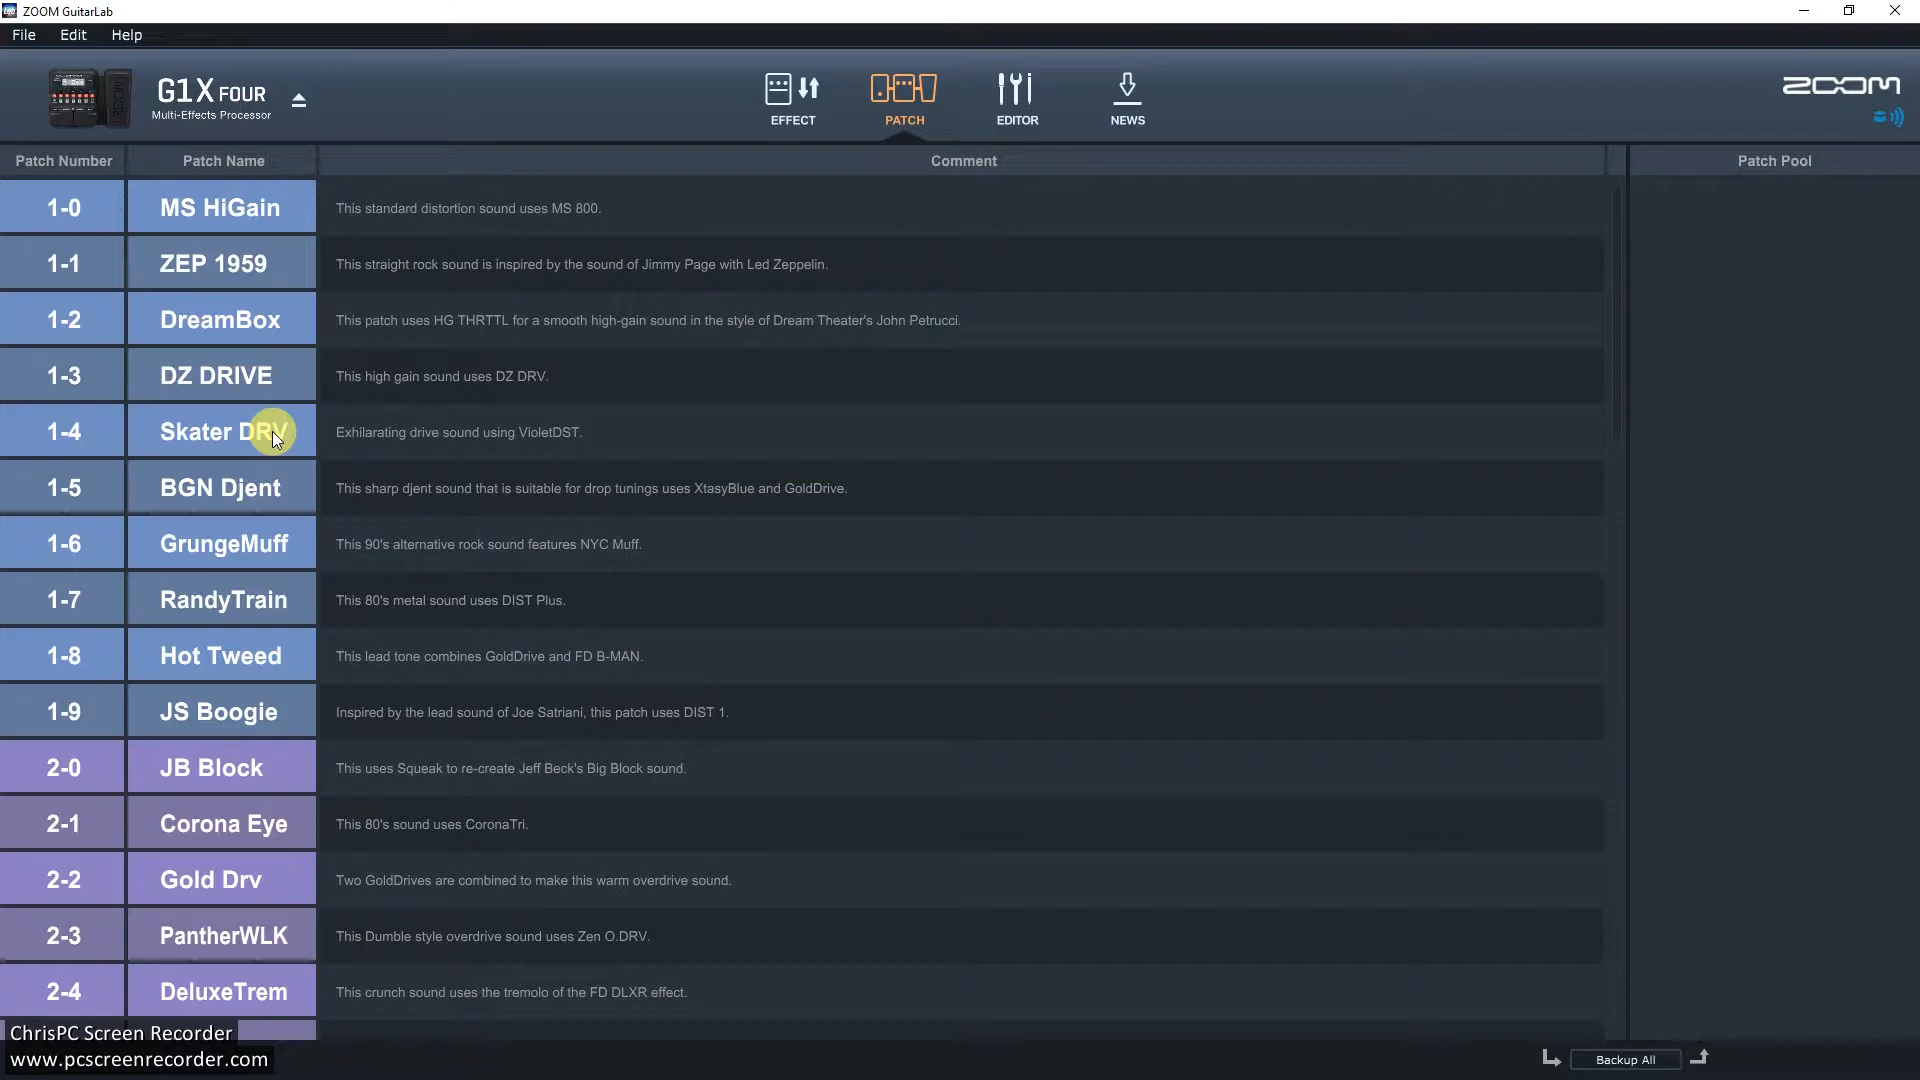 ZOOM GuitarLab
File Edit Help
G1X FOUR
Multi-Effects Processor
EFFECT PATCH EDITOR NEWS
ZOOM
Patch Number Patch Name Comment Patch Pool
1-0 MS HiGain This standard distortion sound uses MS 800.
1-1 ZEP 1959 This straight rock sound is inspired by the sound of Jimmy Page with Led Zeppelin.
1-2 DreamBox This patch uses HG THRTTL for a smooth high-gain sound in the style of Dream Theater's John Petrucci.
1-3 DZ DRIVE This high gain sound uses DZ DRV.
1-4 Skater DRV Exhilarating drive sound using VioletDST.
1-5 BGN Djent This sharp djent sound that is suitable for drop tunings uses XtasyBlue and GoldDrive.
1-6 GrungeMuff This 90's alternative rock sound features NYC Muff.
1-7 RandyTrain This 80's metal sound uses DIST Plus.
1-8 Hot Tweed This lead tone combines GoldDrive and FD B-MAN.
1-9 JS Boogie Inspired by the lead sound of Joe Satriani, this patch uses DIST 1.
2-0 JB Block This uses Squeak to re-create Jeff Beck's Big Block sound.
2-1 Corona Eye This 80's sound uses CoronaTri.
2-2 Gold Drv Two GoldDrives are combined to make this warm overdrive sound.
2-3 PantherWLK This Dumble style overdrive sound uses Zen O.DRV.
2-4 DeluxeTrem This crunch sound uses the tremolo of the FD DLXR effect.
ChrisPC Screen Recorder
www.pcscreenrecorder.com
Backup All